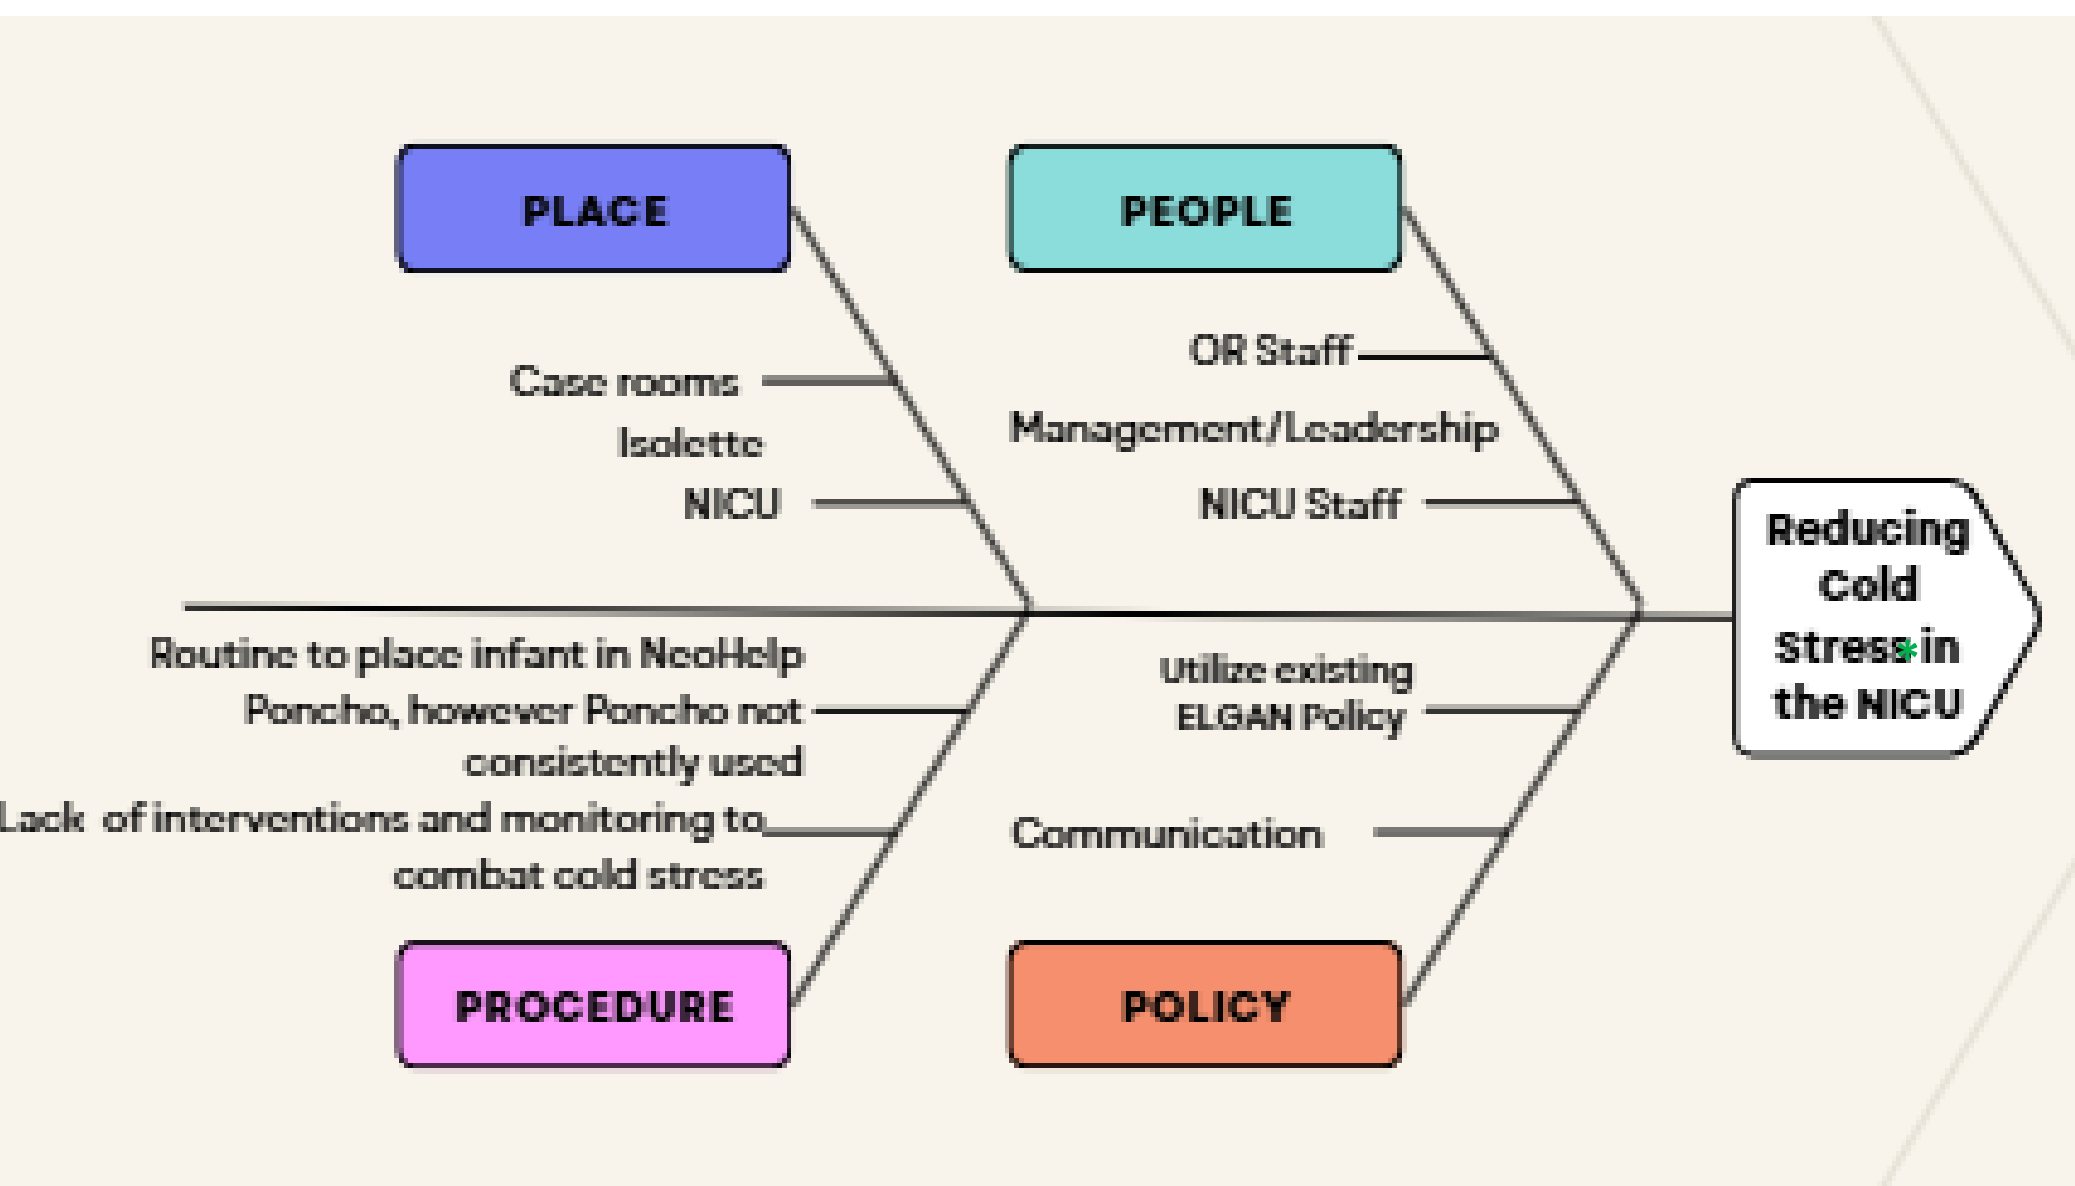 PLACE
PEOPLE
OR Staff
Case rooms
Management/Leadership
Isolette
NICU
NICU Staff
Reducing
Cold
Stress*in
the NICU
Routine to place infant in NeoHelp
Poncho, however Poncho not
consistently used
Lack of interventions and monitoring to
combat cold stress
Utilize existing
ELGAN Policy
Communication
PROCEDURE
POLICY